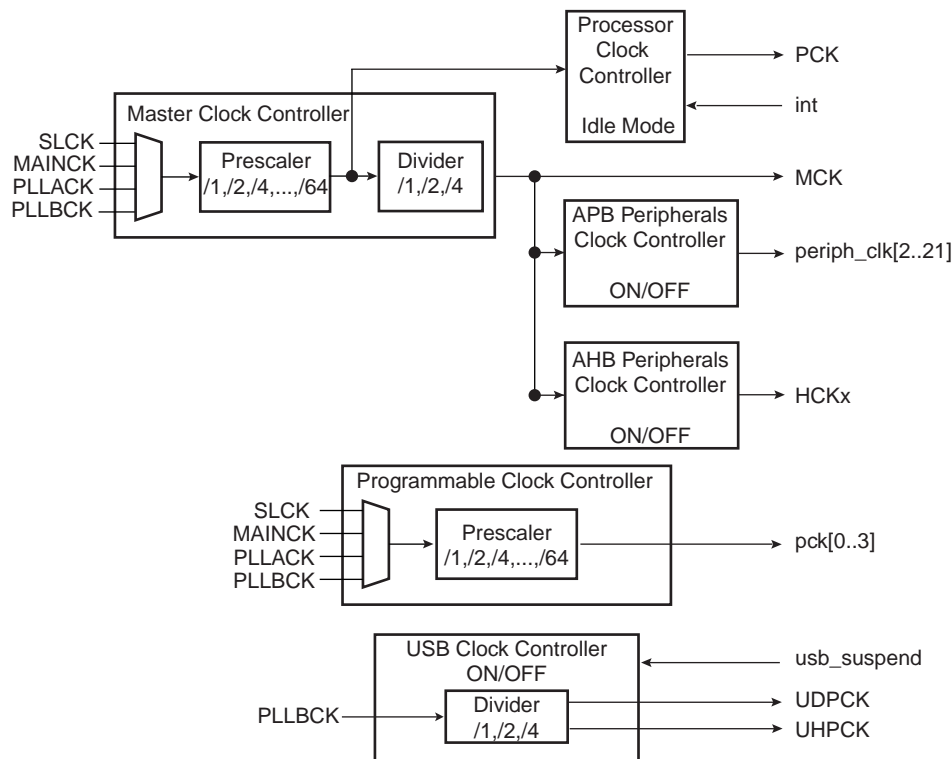 Processor
Clock
Controller
Idle Mode
PCK
int
Master Clock Controller
SLCK
MAINCK
PLLACK
PLLBCK
Prescaler
/1,/2,/4,...,/64
Divider
/1,/2,/4
MCK
APB Peripherals
Clock Controller
ON/OFF
periph_clk[2..21]
AHB Peripherals
Clock Controller
ON/OFF
HCKx
Programmable Clock Controller
SLCK
MAINCK
PLLACK
PLLBCK
Prescaler
/1,/2,/4,...,/64
pck[0..3]
USB Clock Controller
ON/OFF
usb_suspend
PLLBCK
Divider
/1,/2,/4
UDPCK
UHPCK